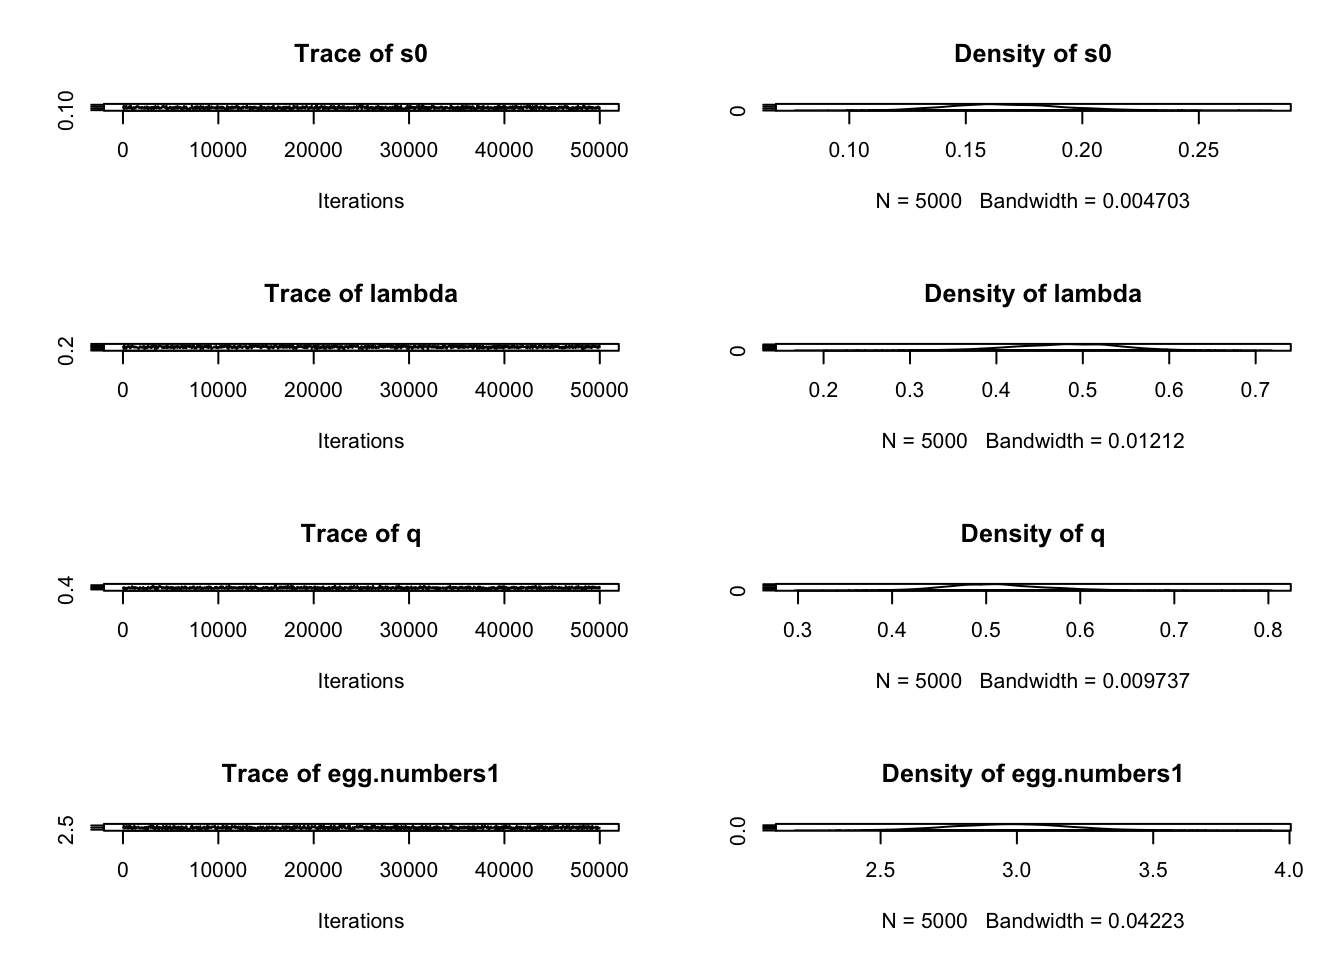 Trace of s0
0.10
0 10000 20000 30000 40000 50000
Iterations
Density of s0
0
0.10 0.15 0.20 0.25
N = 5000 Bandwidth = 0.004703
Trace of lambda
0.2
0 10000 20000 30000 40000 50000
Iterations
Density of lambda
0
0.2 0.3 0.4 0.5 0.6 0.7
N = 5000 Bandwidth = 0.01212
Trace of q
0.4
0 10000 20000 30000 40000 50000
Iterations
Density of q
0
0.3 0.4 0.5 0.6 0.7 0.8
N = 5000 Bandwidth = 0.009737
Trace of egg.numbers1
2.5
0 10000 20000 30000 40000 50000
Iterations
Density of egg.numbers1
0.0
2.5 3.0 3.5 4.0
N = 5000 Bandwidth = 0.04223